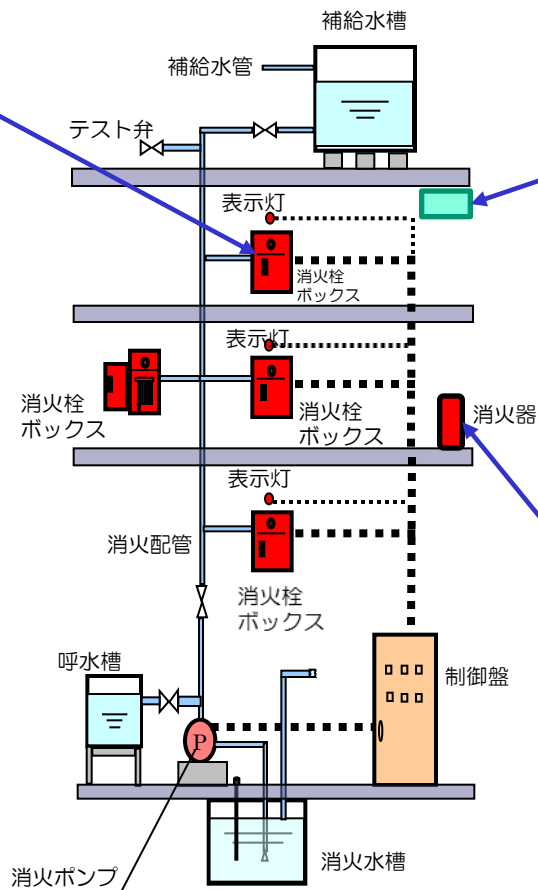 補給水槽
補給水管
テスト弁
表示灯
消火栓
ボックス
表示灯
消火栓
ボックス
消火栓
ボックス
消火器
表示灯
消火配管
消火栓
ボックス
呼水槽
制御盤
P
消火水槽
消火ポンプ